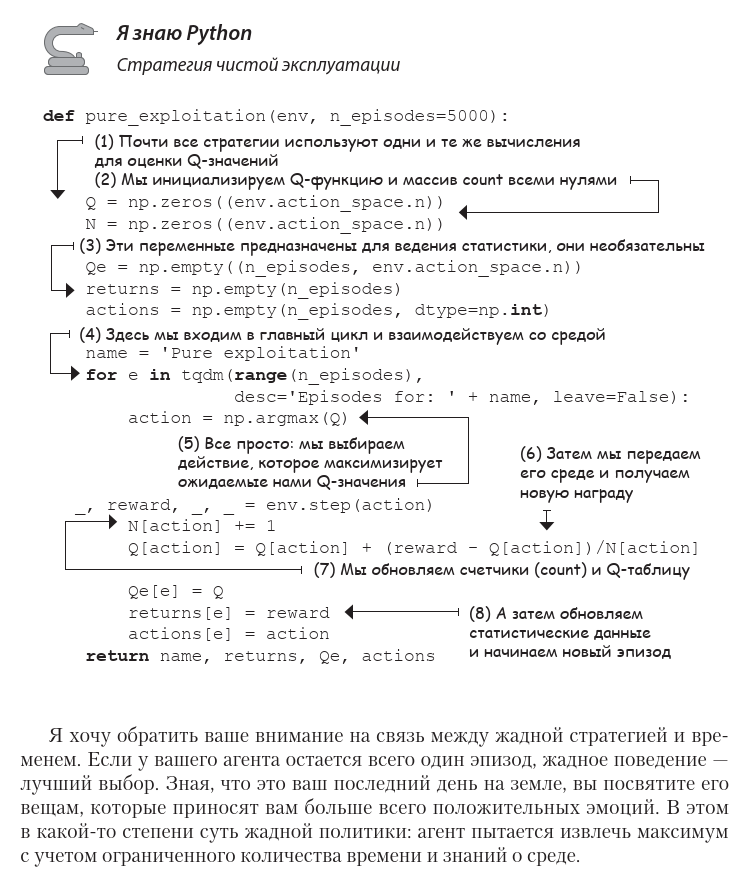 Я знаю Python
Стратегия чистой эксплуатации
def pure_exploitation(env, n_episodes=5000):
(1) Почти все стратегии используют одни и те же вычисления
для оценки Q-значений
(2) Мы инициализируем Q-функцию и массив count всеми нулями
Q = np.zeros((env.action_space.n))
N = np.zeros((env.action_space.n))
(3) Эти переменные предназначены для ведения статистики, они необязательны
Qe = np.empty((n_episodes, env.action_space.n))
returns = np.empty(n_episodes)
actions = np.empty(n_episodes, dtype=np.int)
(4) Здесь мы входим в главный цикл и взаимодействуем со средой
name = 'Pure exploitation'
for e in tqdm(range(n_episodes),
desc='Episodes for: ' + name, leave=False):
action = np.argmax(Q)
(5) Все просто: мы выбираем
действие, которое максимизирует
ожидаемые нами Q-значения
(6) Затем мы передаем
его среде и получаем
новую награду
_, reward, _, _ = env.step(action)
N[action] += 1
Q[action] = Q[action] + (reward - Q[action])/N[action]
(7) Мы обновляем счетчики (count) и Q-таблицу
Qe[e] = Q
returns[e] = reward
actions[e] = action
(8) А затем обновляем
статистические данные
и начинаем новый эпизод
return name, returns, Qe, actions
Я хочу обратить ваше внимание на связь между жадной стратегией и вре-
менем. Если у вашего агента остается всего один эпизод, жадное поведение —
лучший выбор. Зная, что это ваш последний день на земле, вы посвятите его
вещам, которые приносят вам больше всего положительных эмоций. В этом
в какой-то степени суть жадной политики: агент пытается извлечь максимум
с учетом ограниченного количества времени и знаний о среде.